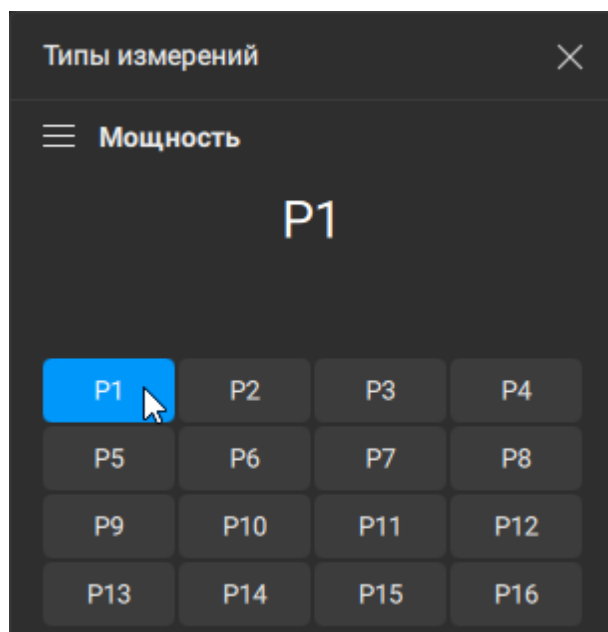 Типы измерений
Мощность
P1
P1 P2 P3 P4
P5 P6 P7 P8
P9 P10 P11 P12
P13 P14 P15 P16